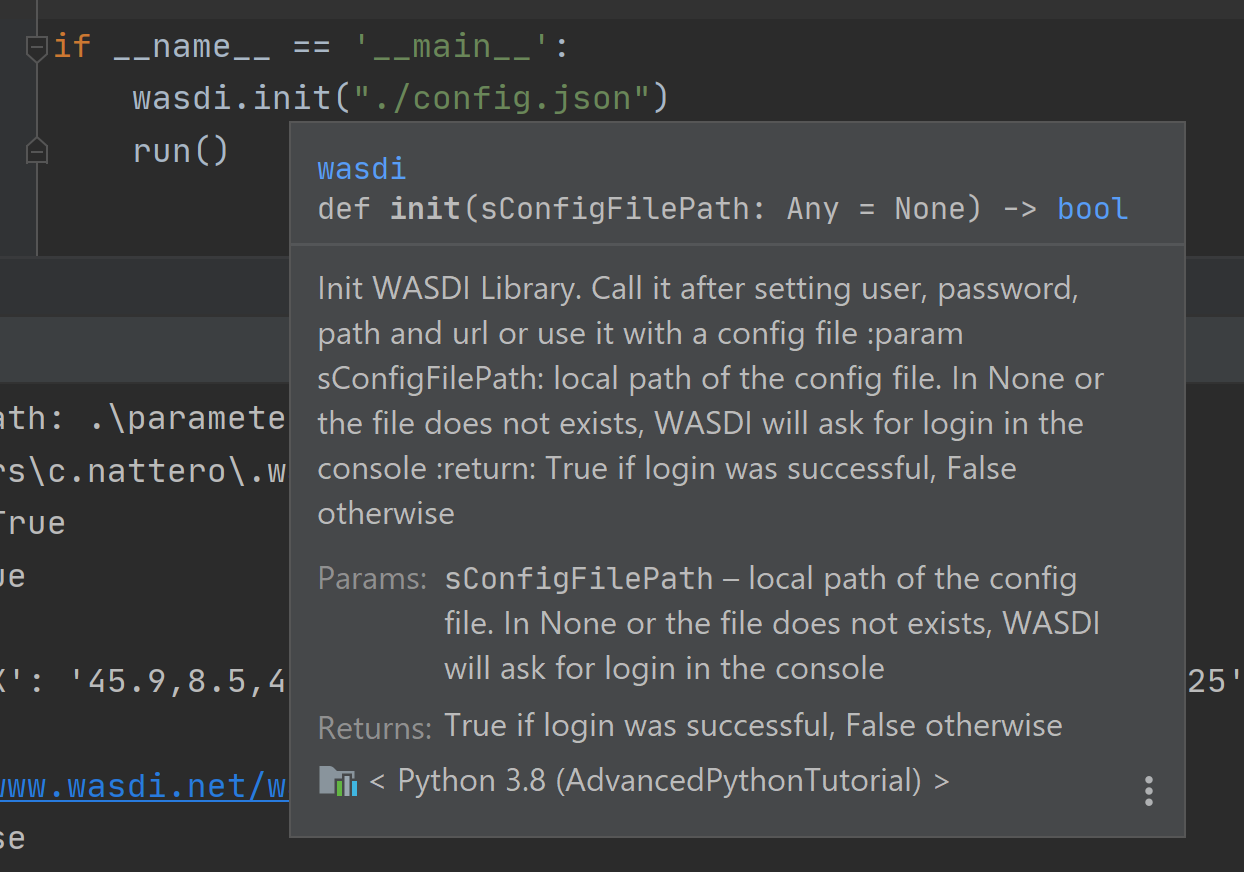 if __name__ == '__main__':
wasdi.init("./config.json")
run()
wasdi
def init(sConfigFilePath: Any = None) -> bool
Init WASDI Library. Call it after setting user, password,
path and url or use it with a config file :param
sConfigFilePath: local path of the config file. In None or
the file does not exists, WASDI will ask for login in the
console :return: True if login was successful, False
otherwise
Params: sConfigFilePath – local path of the config
file. In None or the file does not exists, WASDI
will ask for login in the console
Returns: True if login was successful, False otherwise
< Python 3.8 (AdvancedPythonTutorial) >
ath: .\paramete
rs\c.nattero\.w
True
ue
X': '45.9,8.5,4 25'
www.wasdi.net/w
se